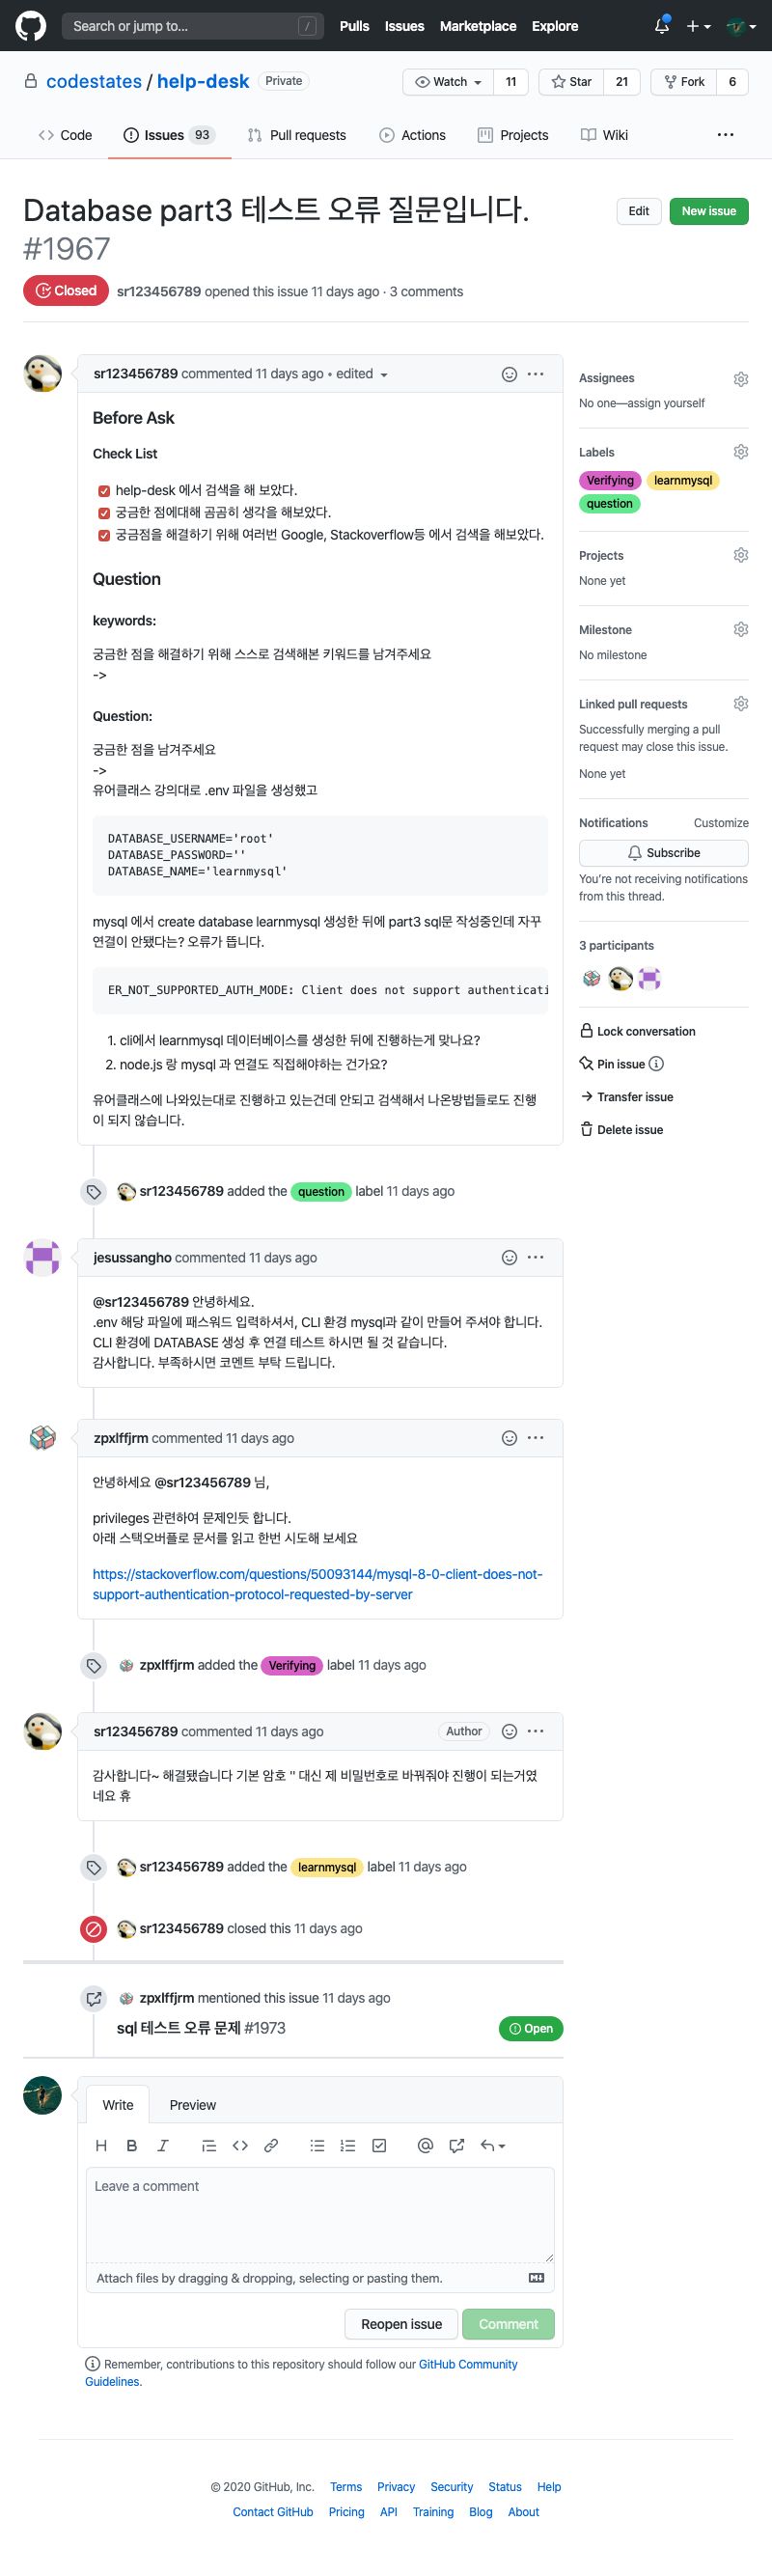 Search or jump to...
/
Pulls Issues Marketplace Explore
codestates / help-desk Private
Watch 11 Star 21 Fork 6
Code Issues 93 Pull requests Actions Projects Wiki
Database part3 테스트 오류 질문입니다.
#1967
Edit New issue
Closed sr123456789 opened this issue 11 days ago · 3 comments
sr123456789 commented 11 days ago • edited
Before Ask
Check List
help-desk 에서 검색을 해 보았다.
궁금한 점에대해 곰곰히 생각을 해보았다.
궁금점을 해결하기 위해 여러번 Google, Stackoverflow등 에서 검색을 해보았다.
Question
keywords:
궁금한 점을 해결하기 위해 스스로 검색해본 키워드를 남겨주세요
->
Question:
궁금한 점을 남겨주세요
->
유어클래스 강의대로 .env 파일을 생성했고
DATABASE_USERNAME='root'
DATABASE_PASSWORD=''
DATABASE_NAME='learnmysql'
mysql 에서 create database learnmysql 생성한 뒤에 part3 sql문 작성중인데 자꾸
연결이 안됐다는? 오류가 뜹니다.
ER_NOT_SUPPORTED_AUTH_MODE: Client does not support authenticati
1. cli에서 learnmysql 데이터베이스를 생성한 뒤에 진행하는게 맞나요?
2. node.js 랑 mysql 과 연결도 직접해야하는 건가요?
유어클래스에 나와있는대로 진행하고 있는건데 안되고 검색해서 나온방법들로도 진행
이 되지 않습니다.
Assignees
No one—assign yourself
Labels
Verifying learnmysql
question
Projects
None yet
Milestone
No milestone
Linked pull requests
Successfully merging a pull
request may close this issue.
None yet
Notifications Customize
Subscribe
You're not receiving notifications
from this thread.
3 participants
Lock conversation
Pin issue
Transfer issue
Delete issue
sr123456789 added the question label 11 days ago
jesussangho commented 11 days ago
@sr123456789 안녕하세요.
.env 해당 파일에 패스워드 입력하셔서, CLI 환경 mysql과 같이 만들어 주셔야 합니다.
CLI 환경에 DATABASE 생성 후 연결 테스트 하시면 될 것 같습니다.
감사합니다. 부족하시면 코멘트 부탁 드립니다.
zpxlffjrm commented 11 days ago
안녕하세요 @sr123456789 님,
privileges 관련하여 문제인듯 합니다.
아래 스택오버플로 문서를 읽고 한번 시도해 보세요
https://stackoverflow.com/questions/50093144/mysql-8-0-client-does-not-
support-authentication-protocol-requested-by-server
zpxlffjrm added the Verifying label 11 days ago
sr123456789 commented 11 days ago Author
감사합니다~ 해결됐습니다 기본 암호 '' 대신 제 비밀번호로 바꿔줘야 진행이 되는거였
네요 휴
sr123456789 added the learnmysql label 11 days ago
sr123456789 closed this 11 days ago
zpxlffjrm mentioned this issue 11 days ago
sql 테스트 오류 문제 #1973 Open
Write Preview
Leave a comment
Attach files by dragging & dropping, selecting or pasting them.
Reopen issue Comment
Remember, contributions to this repository should follow our GitHub Community
Guidelines.
© 2020 GitHub, Inc. Terms Privacy Security Status Help
Contact GitHub Pricing API Training Blog About